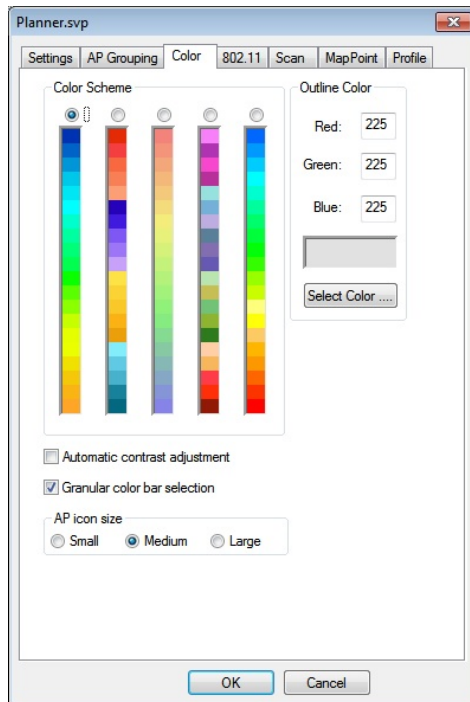 Planner.svp
Settings AP Grouping Color 802.11 Scan MapPoint Profile
Color Scheme
Outline Color
Red: 225
Green: 225
Blue: 225
Select Color ....
Automatic contrast adjustment
Granular color bar selection
AP icon size
Small Medium Large
OK Cancel